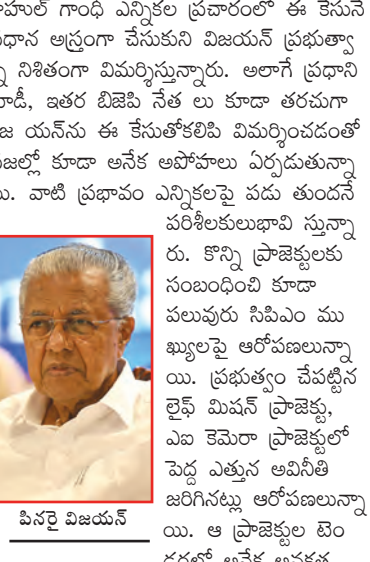 గాంధీ ఎన్నికల ప్రచారంలో ఈ కేసునే
అస్త్రంగా చేసుకుని విజయన్ ప్రభుత్వా
నిశితంగా విమర్శిస్తున్నారు. అలాగే ప్రధాని
ఇతర బిజెపి నేత లు కూడా తరచుగా
యన్‌ను ఈ కేసుతోకలిపి విమర్శించడంతో
కూడా అనేక అపోహలు ఏర్పడుతున్నా
యి. వాటి ప్రభావం ఎన్నికలపై పడు తుందనే
పరిశీలకులుభావి స్తున్నా
రు. కొన్ని ప్రాజెక్టులకు
సంబంధించి కూడా
పలువురు సిపిఎం ము
ఖ్యులపై ఆరోపణలున్నా
యి. ప్రభుత్వం చేపట్టిన
లైఫ్ మిషన్ ప్రాజెక్టు,
ఎఐ కెమెరా ప్రాజెక్టులో
పెద్ద ఎత్తున అవినీతి
జరిగినట్లు ఆరోపణలున్నా
యి. ఆ ప్రాజెక్టుల టెం
పినరై విజయన్